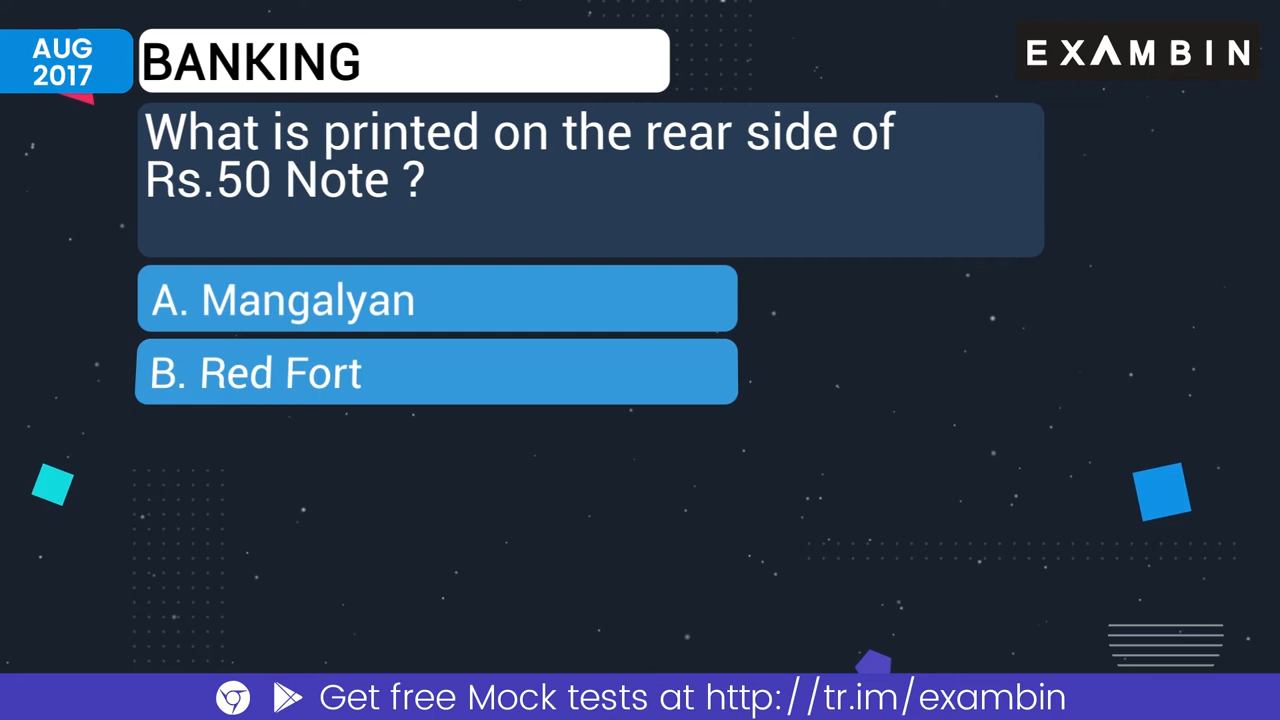 AUG
2017
BANKING
EXAMBIN
What is printed on the rear side of
Rs.50 Note ?
A. Mangalyan
B. Red Fort
Get free Mock tests at http://tr.im/exambin